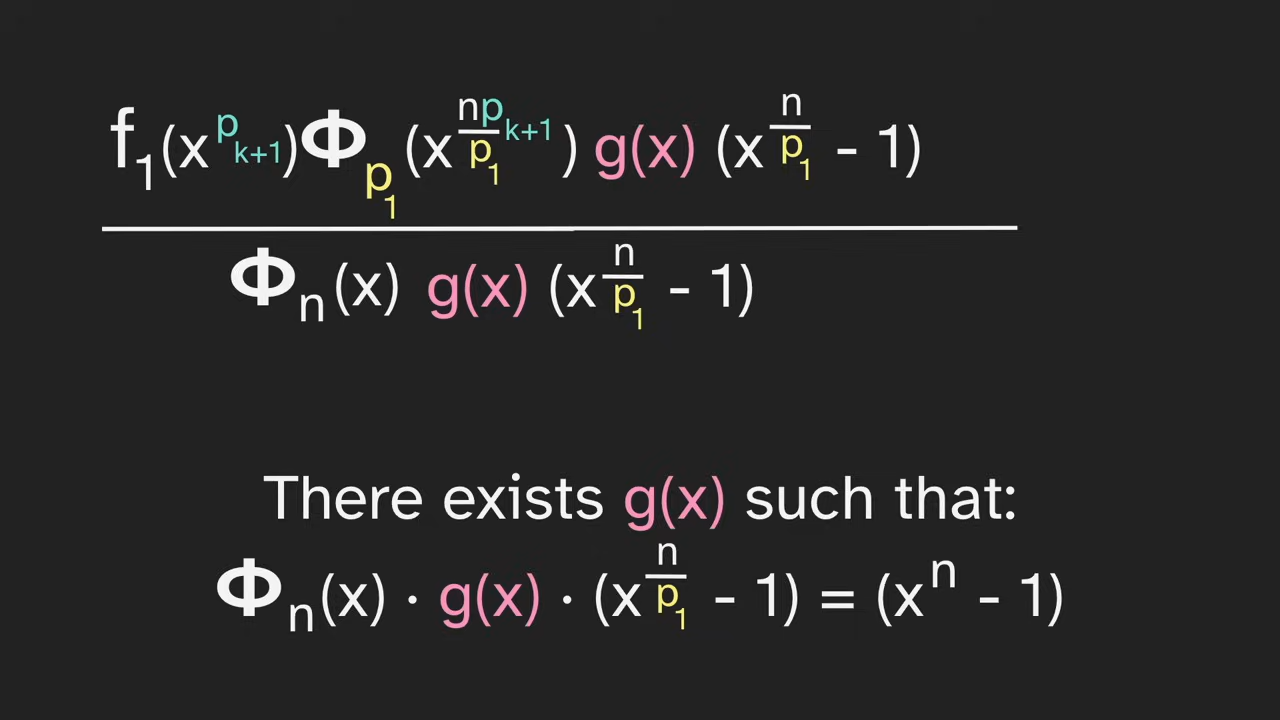 f₁(x^(p_(k+1)))Φ_(p₁)(x^((n p_(k+1))/p₁)) g(x) (x^(n/p₁) - 1)
Φₙ(x) g(x) (x^(n/p₁) - 1)
There exists g(x) such that:
Φₙ(x) · g(x) · (x^(n/p₁) - 1) = (xⁿ - 1)